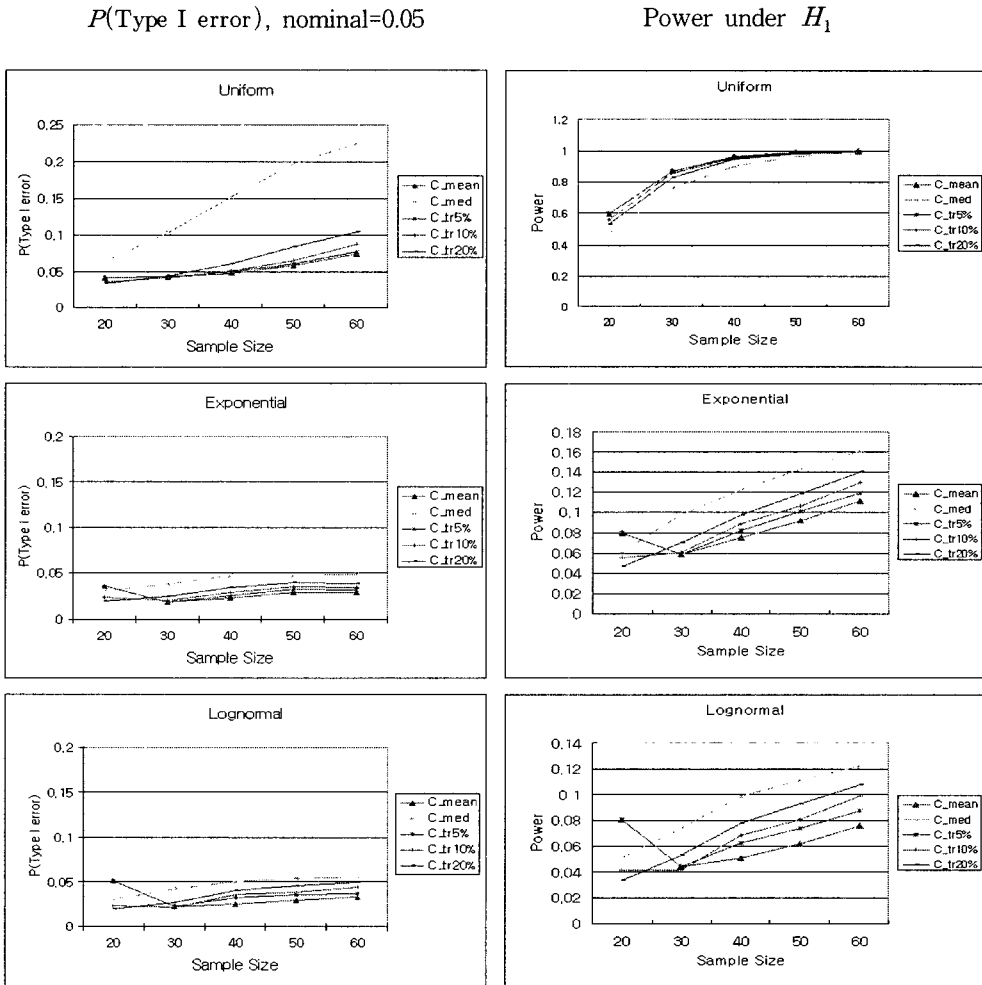 P(Type I error), nominal=0.05
Power under H₁
Uniform
P(Type I error)
0,25
0,2
0,15
0,1
0,05
0
20 30 40 50 60
Sample Size
C_mean
C_med
C_tr5%
C_tr10%
C_tr20%
Uniform
Power
1.2
1
0.8
0.6
0.4
0.2
0
20 30 40 50 60
Sample Size
C_mean
C_med
C_tr5%
C_tr10%
C_tr20%
Exponential
P(Type I error)
0,2
0,15
0,1
0,05
0
20 30 40 50 60
Sample Size
C_mean
C_med
C_tr5%
C_tr10%
C_tr20%
Exponential
Power
0,18
0,16
0,14
0,12
0,1
0,08
0,06
0,04
0,02
0
20 30 40 50 60
Sample Size
C_mean
C_med
C_tr5%
C_tr10%
C_tr20%
Lognormal
P(Type I error)
0,2
0,15
0,1
0,05
0
20 30 40 50 60
Sample Size
C_mean
C_med
C_tr5%
C_tr10%
C_tr20%
Lognormal
Power
0,14
0,12
0,1
0,08
0,06
0,04
0,02
0
20 30 40 50 60
Sample Size
C_mean
C_med
C_tr5%
C_tr10%
C_tr20%